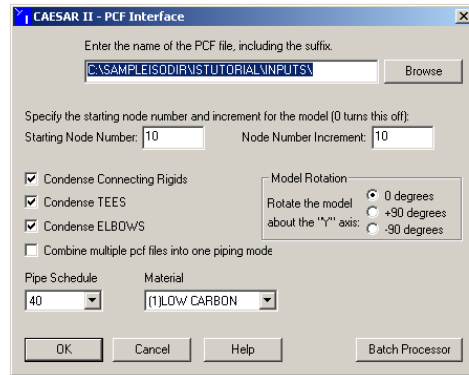 CAESAR II - PCF Interface
Enter the name of the PCF file, including the suffix.
C:\SAMPLEISODIR\ISTUTORIAL\INPUTS\
Browse
Specify the starting node number and increment for the model (0 turns this off):
Starting Node Number: 10 Node Number Increment: 10
Condense Connecting Rigids
Condense TEES
Condense ELBOWS
Combine multiple pcf files into one piping mode
Model Rotation
Rotate the model
about the "Y" axis:
0 degrees
+90 degrees
-90 degrees
Pipe Schedule Material
40 (1)LOW CARBON
OK Cancel Help Batch Processor